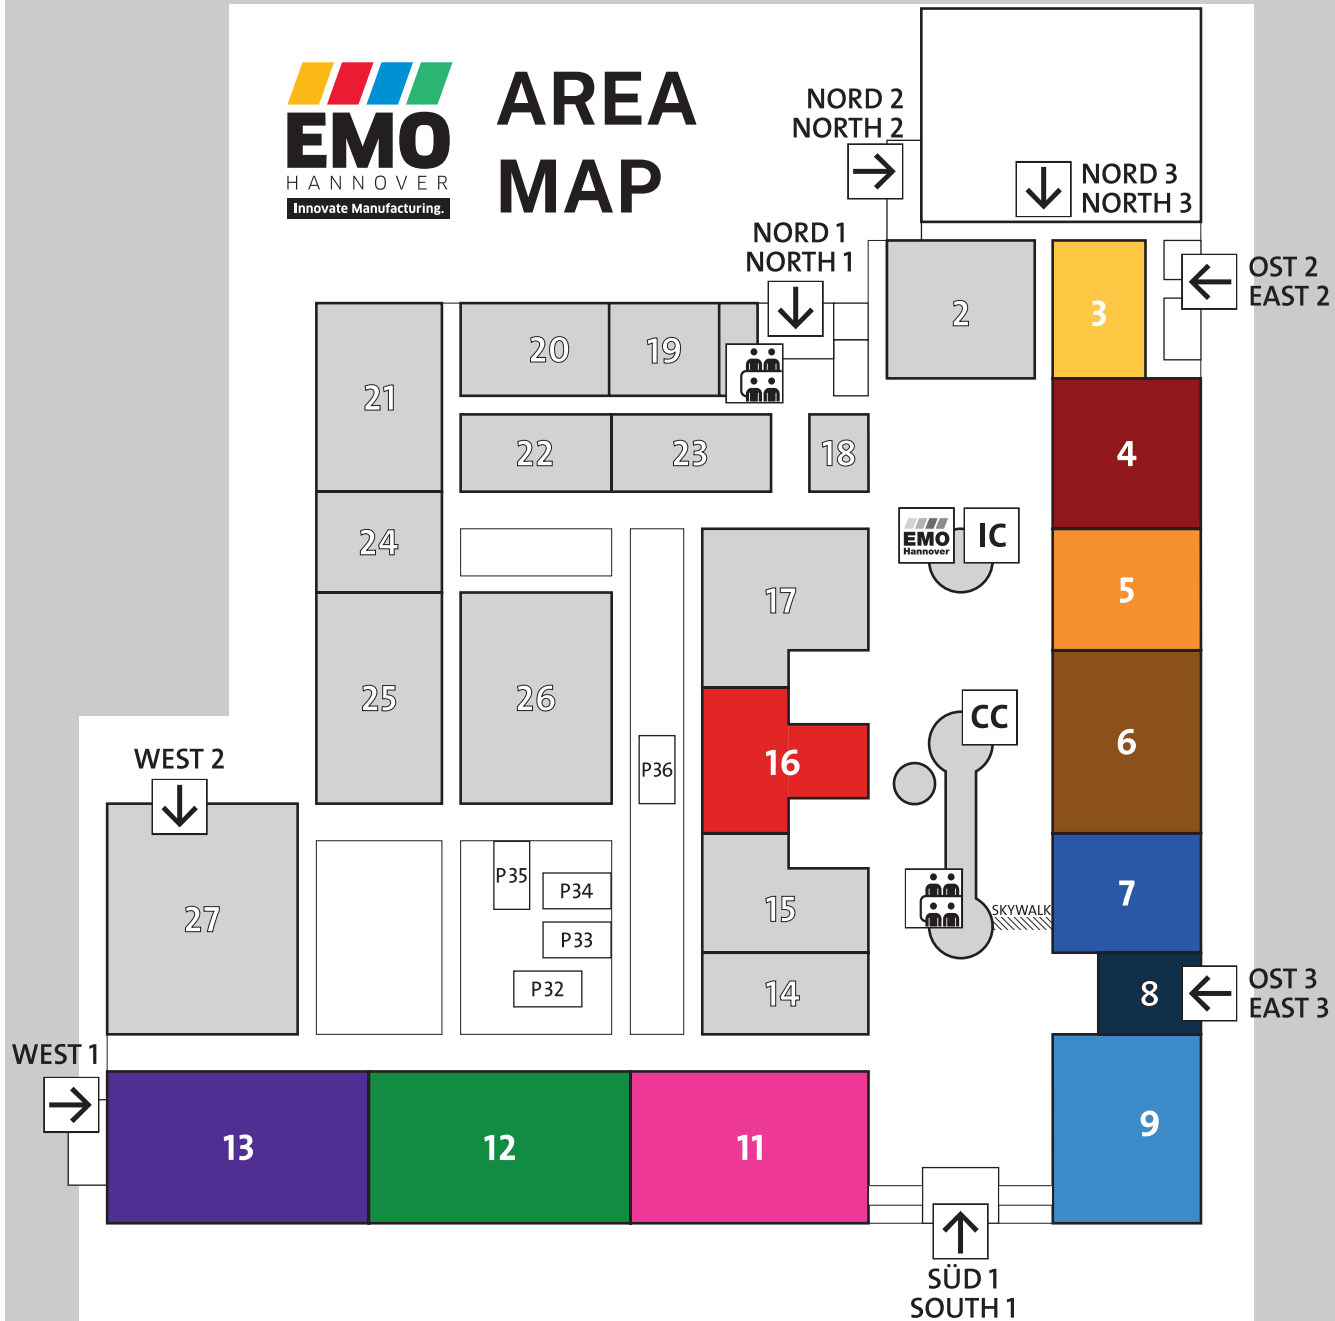 EMO
HANNOVER
Innovate Manufacturing.
AREA
MAP
NORD 2
NORTH 2
NORD 3
NORTH 3
NORD 1
NORTH 1
OST 2
EAST 2
2
3
20
19
21
4
22
23
18
24
EMO
Hannover
IC
17
5
25
26
CC
6
WEST 2
P36
16
P35
P34
7
15
SKYWALK
27
P33
P32
14
8
OST 3
EAST 3
WEST 1
13
12
11
9
SÜD 1
SOUTH 1